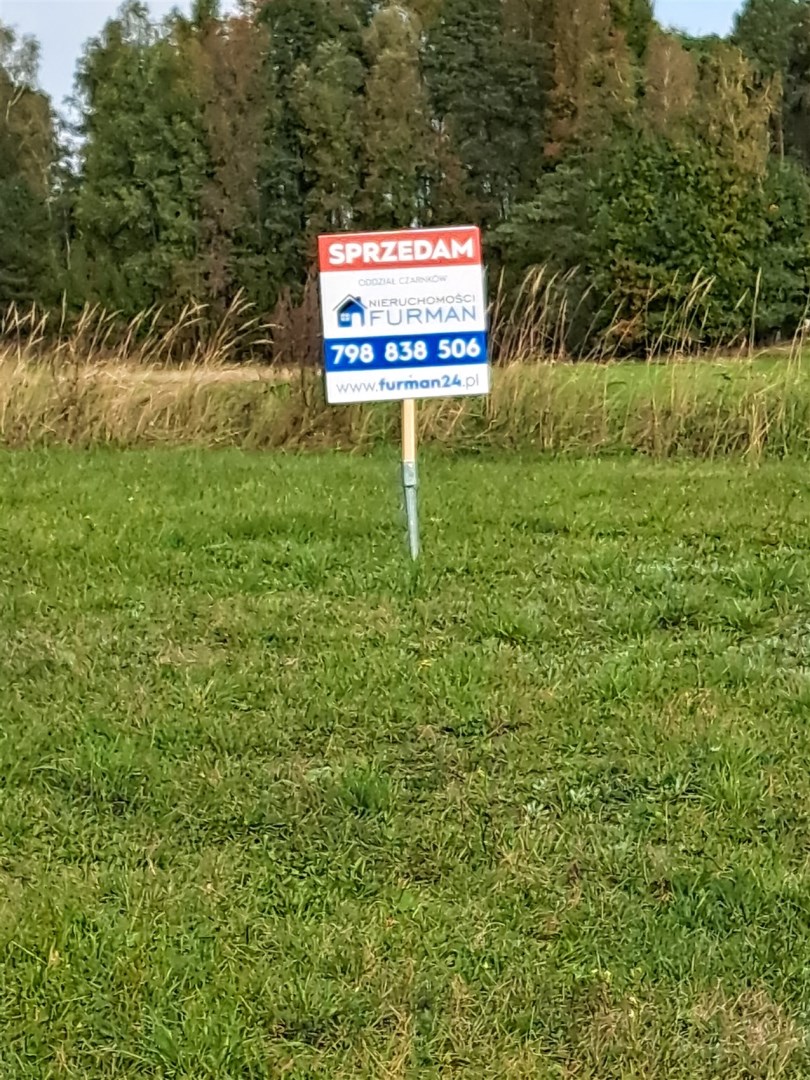 SPRZEDAM
ODDZIAŁ CZARNKÓW
NIERUCHOMOŚCI
FURMAN
798 838 506
www.furman24.pl